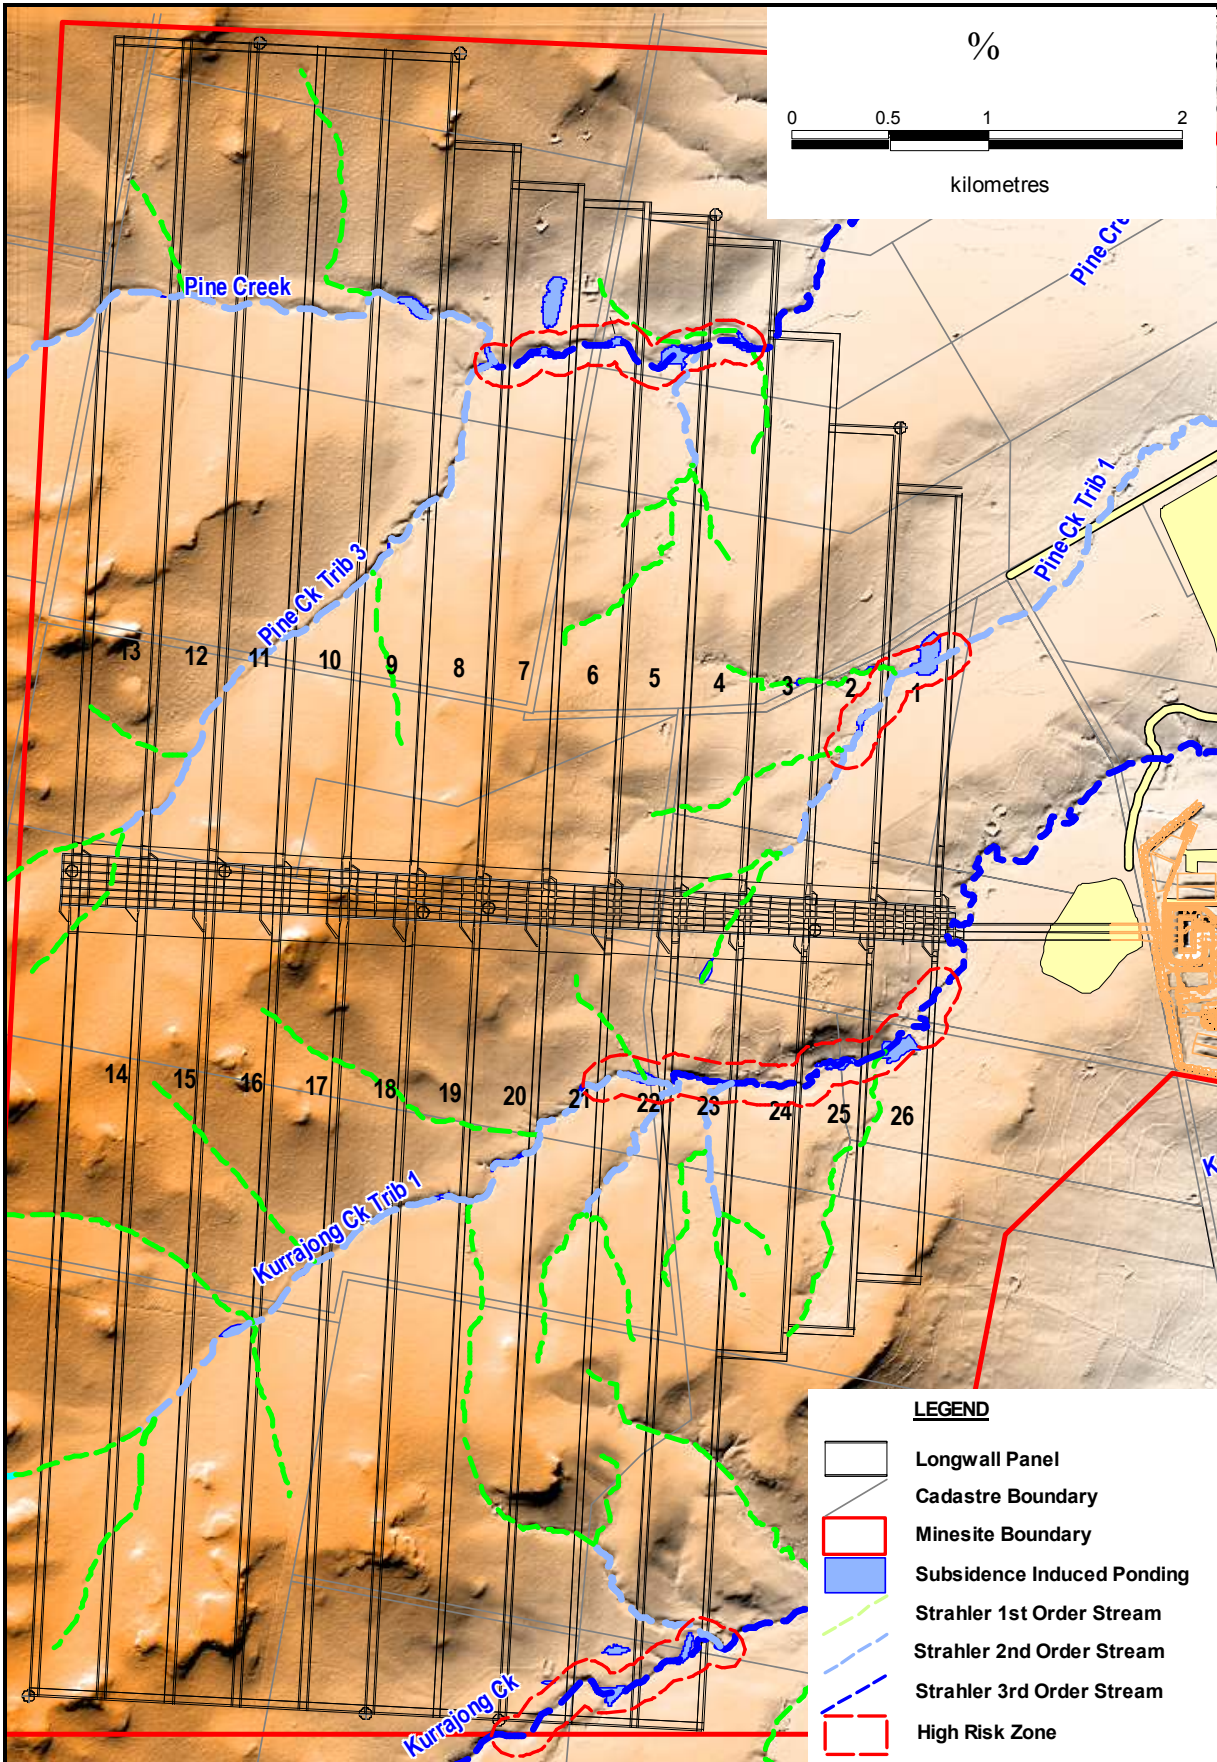 %
0 0.5 1 2
kilometres
Pine Cre
Pine Creek
Pine Ck Trib 1
Pine Ck Trib 3
13 12 11 10 9 8 7 6 5 4 3 2 1
14 15 16 17 18 19 20 21 22 23 24 25 26
K
Kurrajong Ck Trib 1
Kurrajong Ck
LEGEND
Longwall Panel
Cadastre Boundary
Minesite Boundary
Subsidence Induced Ponding
Strahler 1st Order Stream
Strahler 2nd Order Stream
Strahler 3rd Order Stream
High Risk Zone